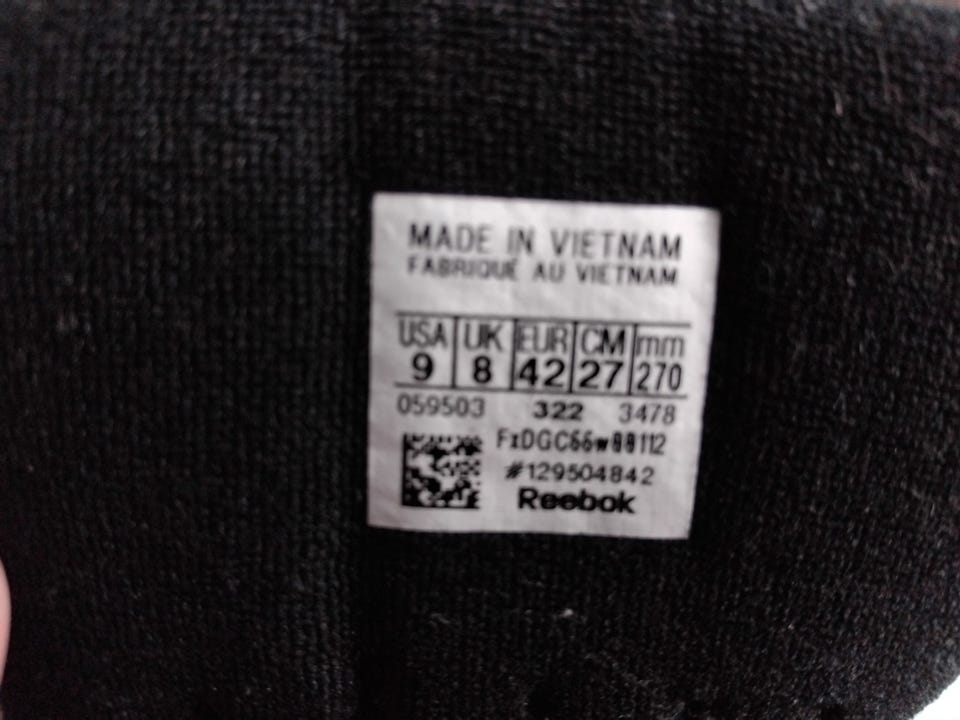 MADE IN VIETNAM
FABRIQUÉ AU VIETNAM
USA UK EUR CM mm
9 8 42 27 270
059503 322 3478
#129504842
Reebok